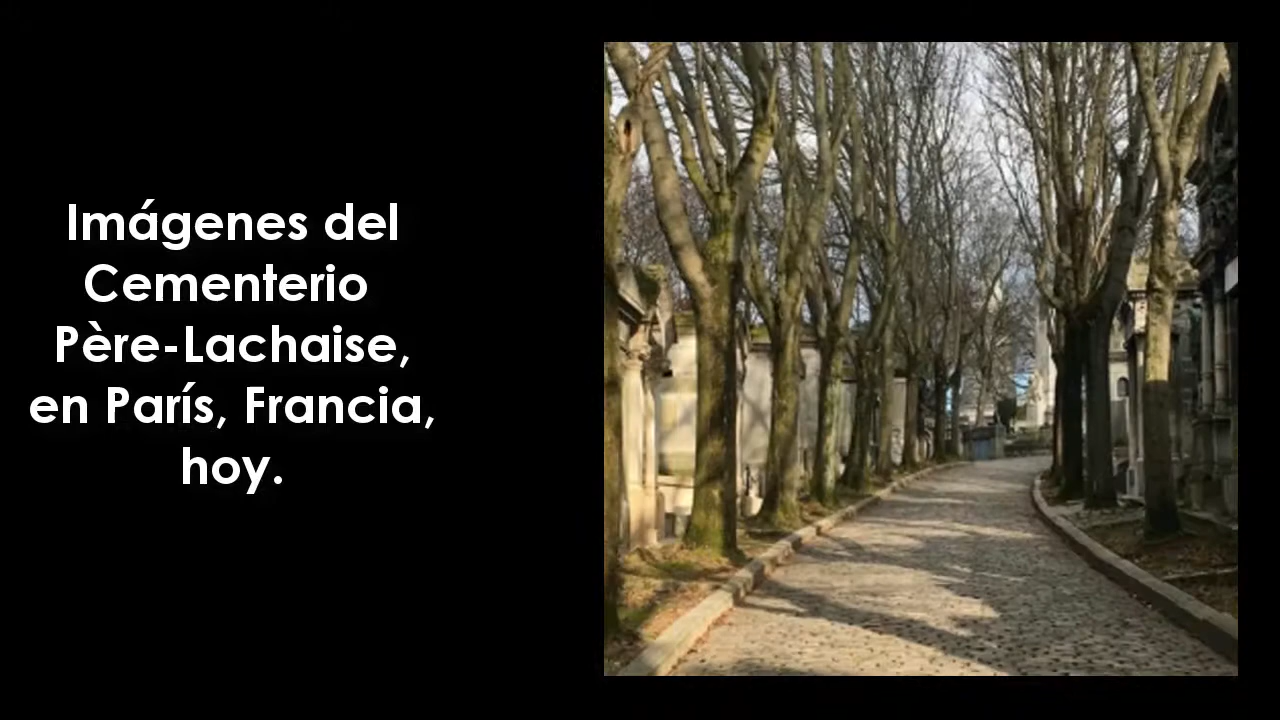 Imágenes del
Cementerio
Père-Lachaise,
en París, Francia,
hoy.